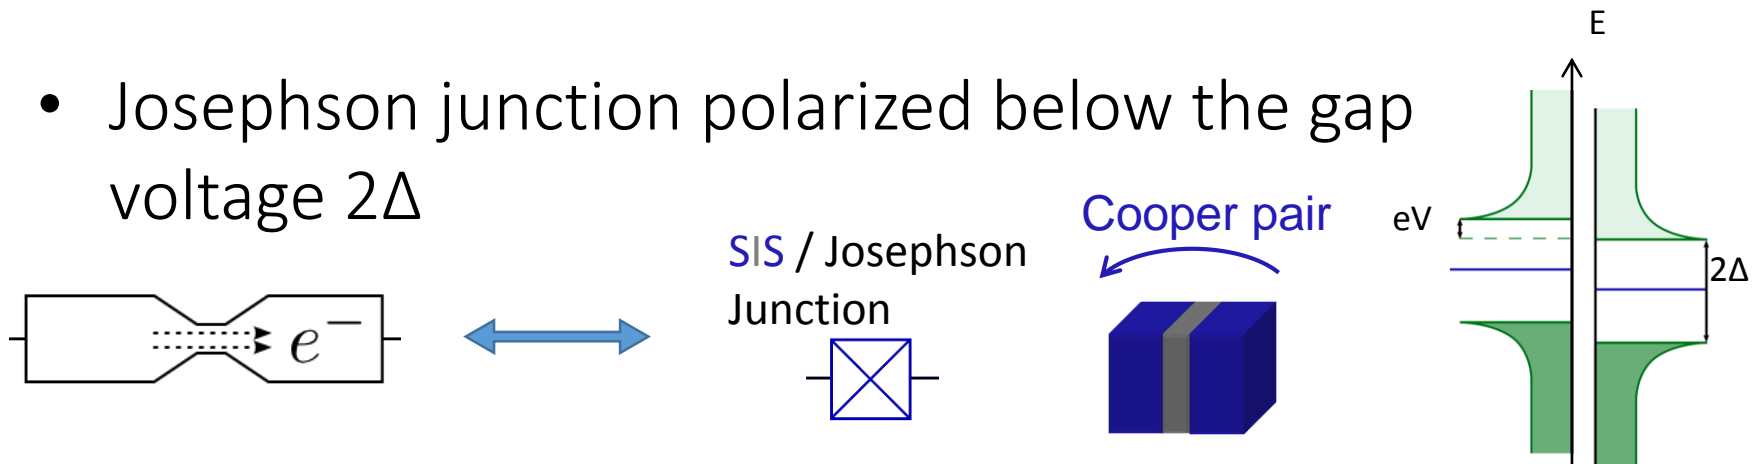 • Josephson junction polarized below the gap
voltage 2Δ
e⁻
SIS / Josephson
Junction
Cooper pair
E
eV
2Δ